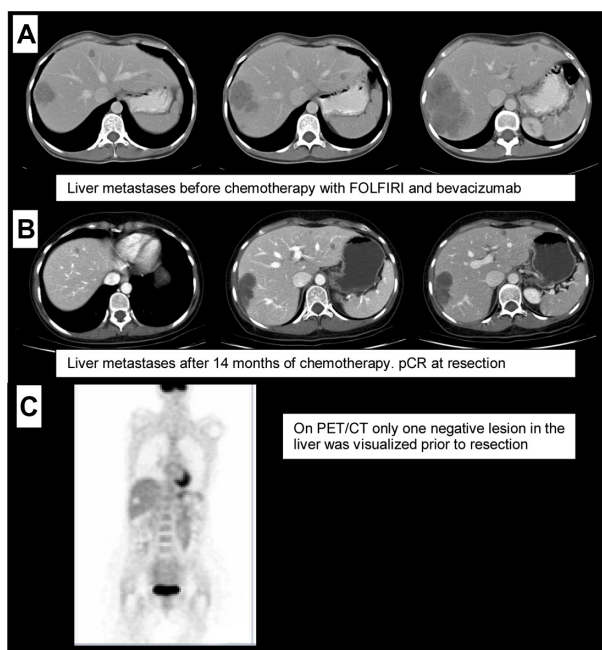 A
Liver metastases before chemotherapy with FOLFIRI and bevacizumab
B
Liver metastases after 14 months of chemotherapy. pCR at resection
C
On PET/CT only one negative lesion in the
liver was visualized prior to resection